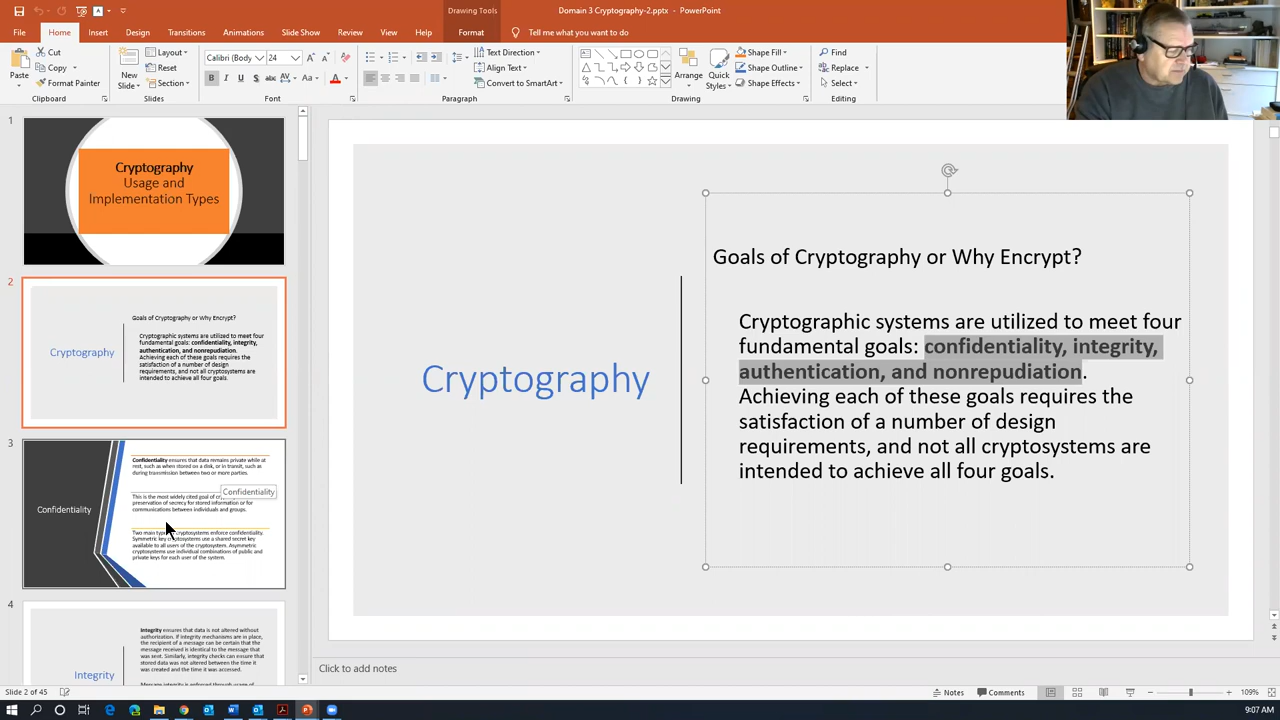 Drawing Tools
Domain 3 Cryptography-2.pptx - PowerPoint
File
Home
Insert
Design
Transitions
Animations
Slide Show
Review
View
Help
Format
Tell me what you want to do
Paste
Cut
Copy
Format Painter
Clipboard
New
Slide
Layout
Reset
Section
Slides
Calibri (Body
24
Font
Text Direction
Align Text
Convert to SmartArt
Paragraph
Arrange
Quick
Styles
Shape Fill
Shape Outline
Shape Effects
Drawing
Find
Replace
Select
Editing
1
Cryptography
Usage and
Implementation Types
2
Cryptography
Goals of Cryptography or Why Encrypt?
Cryptographic systems are utilized to meet four
fundamental goals: confidentiality, integrity,
authentication, and nonrepudiation.
Achieving each of these goals requires the
satisfaction of a number of design
requirements, and not all cryptosystems are
intended to achieve all four goals.
3
Confidentiality
Confidentiality ensures that data remains private while at
rest, such as when stored on a disk, or in transit, such as
during transmission between two or more parties.
Confidentiality
This is the most widely cited goal of
preservation of secrecy for stored information or for
communications between individuals and groups.
Two main cryptosystems enforce confidentiality.
Symmetric key cryptosystems use a shared secret key
available to all users of the cryptosystem. Asymmetric
cryptosystems use individual combinations of public and
private keys for each user of the system.
4
Integrity
Integrity ensures that data is not altered without
authorization. If integrity mechanisms are in place,
the recipient of a message can be certain that the
message received is identical to the message
that was sent. Similarly, integrity checks can ensure that
stored data was not altered between the time it
was created and the time it was accessed.
Message integrity is enforced through usage of
Cryptography
Goals of Cryptography or Why Encrypt?
Cryptographic systems are utilized to meet four
fundamental goals: confidentiality, integrity,
authentication, and nonrepudiation.
Achieving each of these goals requires the
satisfaction of a number of design
requirements, and not all cryptosystems are
intended to achieve all four goals.
Click to add notes
Slide 2 of 45
Notes
Comments
109%
9:07 AM